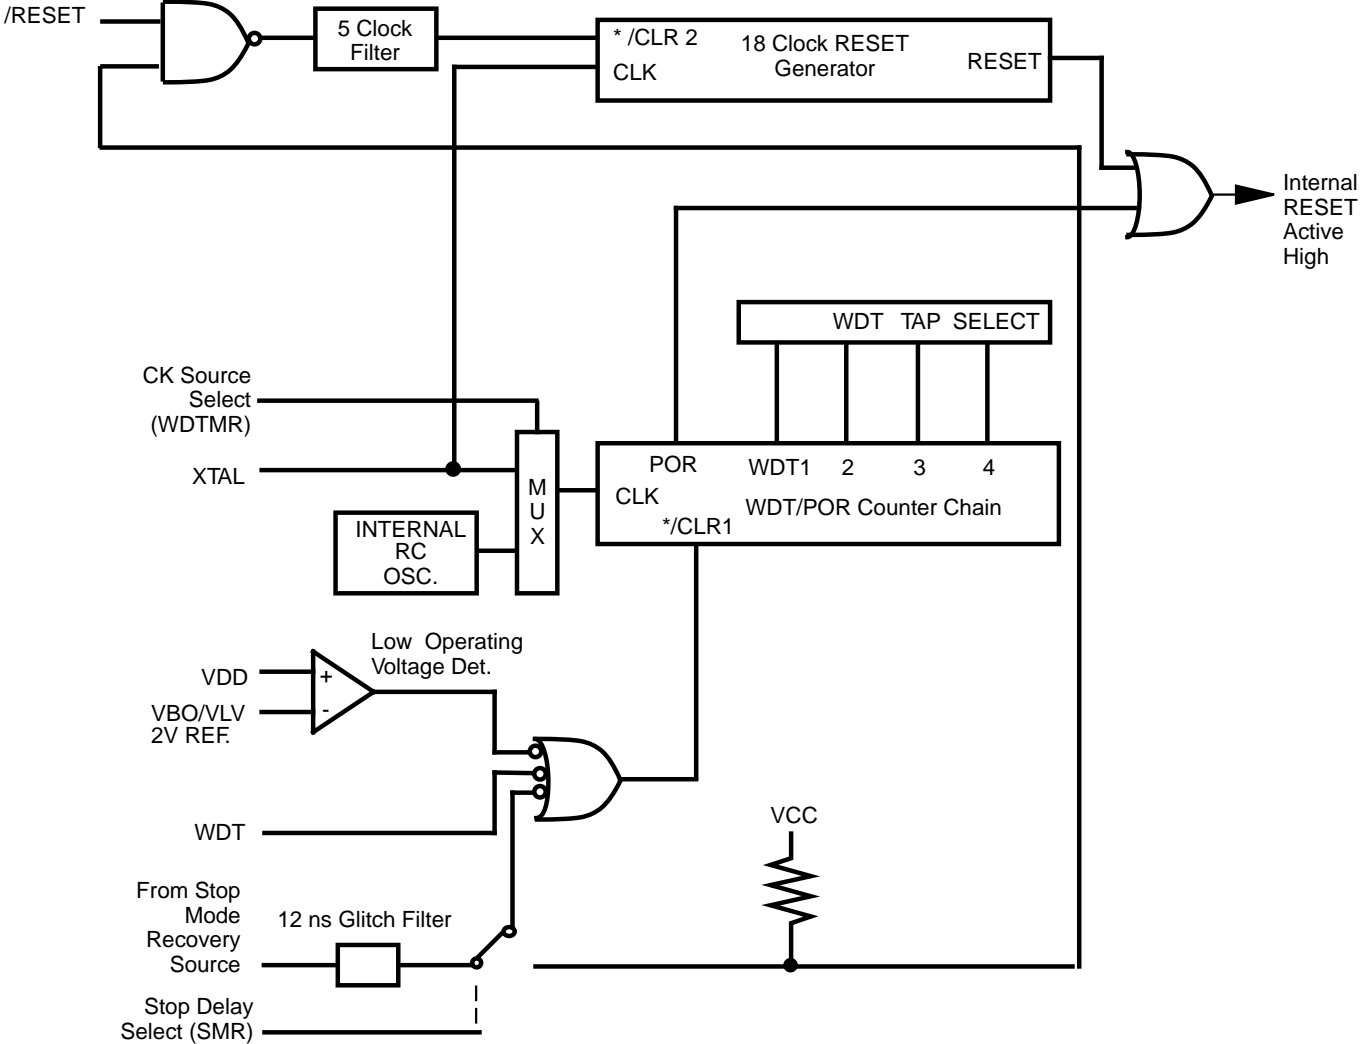 /RESET
5 Clock
Filter
* /CLR 2
18 Clock RESET
Generator
CLK
RESET
Internal
RESET
Active
High
WDT TAP SELECT
CK Source
Select
(WDTMR)
XTAL
INTERNAL
RC
OSC.
M
U
X
POR
WDT1
2
3
4
CLK
WDT/POR Counter Chain
*/CLR1
Low Operating
Voltage Det.
VDD
+
VBO/VLV
2V REF.
-
WDT
VCC
From Stop
Mode
Recovery
Source
12 ns Glitch Filter
Stop Delay
Select (SMR)